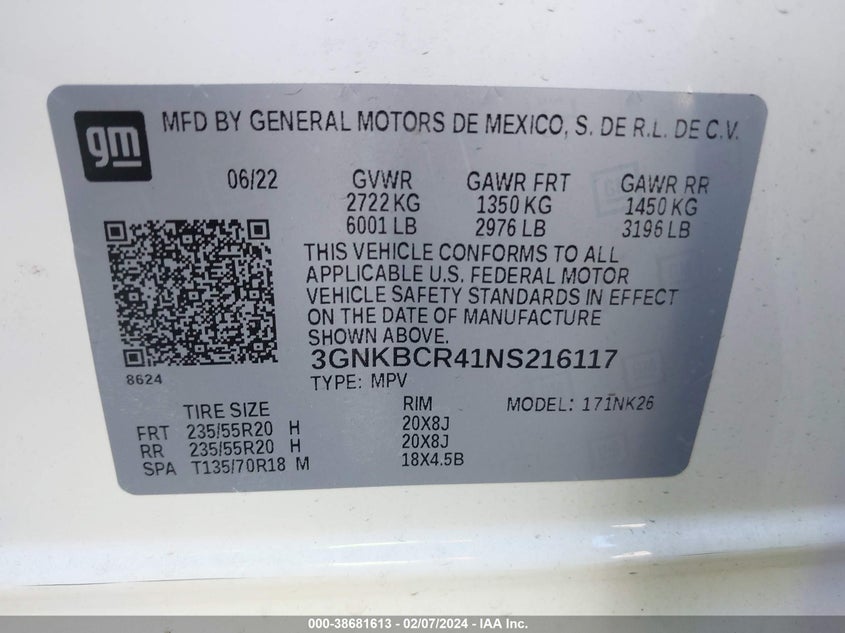 gm
MFD BY GENERAL MOTORS DE MEXICO, S. DE R.L. DE C.V.
06/22 GVWR GAWR FRT GAWR RR
2722 KG 1350 KG 1450 KG
6001 LB 2976 LB 3196 LB
THIS VEHICLE CONFORMS TO ALL
APPLICABLE U.S. FEDERAL MOTOR
VEHICLE SAFETY STANDARDS IN EFFECT
ON THE DATE OF MANUFACTURE
SHOWN ABOVE.
3GNKBCR41NS216117
8624 TYPE: MPV
TIRE SIZE RIM MODEL: 171NK26
FRT 235/55R20 H 20X8J
RR 235/55R20 H 20X8J
SPA T135/70R18 M 18X4.5B
000-38681613 - 02/07/2024 - IAA Inc.